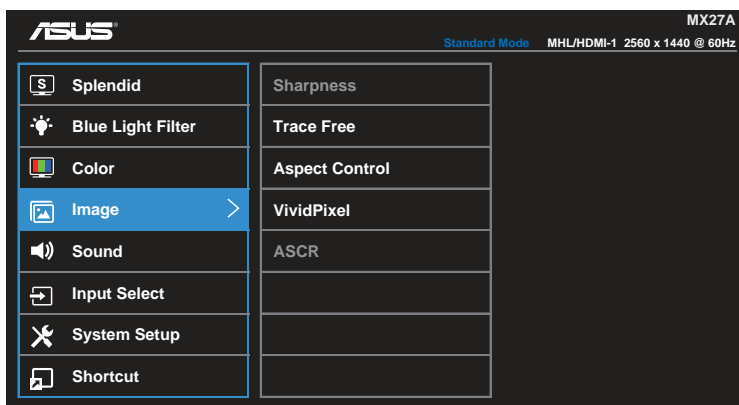 ASUS®
MX27A
Standard Mode MHL/HDMI-1 2560 x 1440 @ 60Hz
S Splendid
Blue Light Filter
Color
Image
Sound
Input Select
System Setup
Shortcut
Sharpness
Trace Free
Aspect Control
VividPixel
ASCR